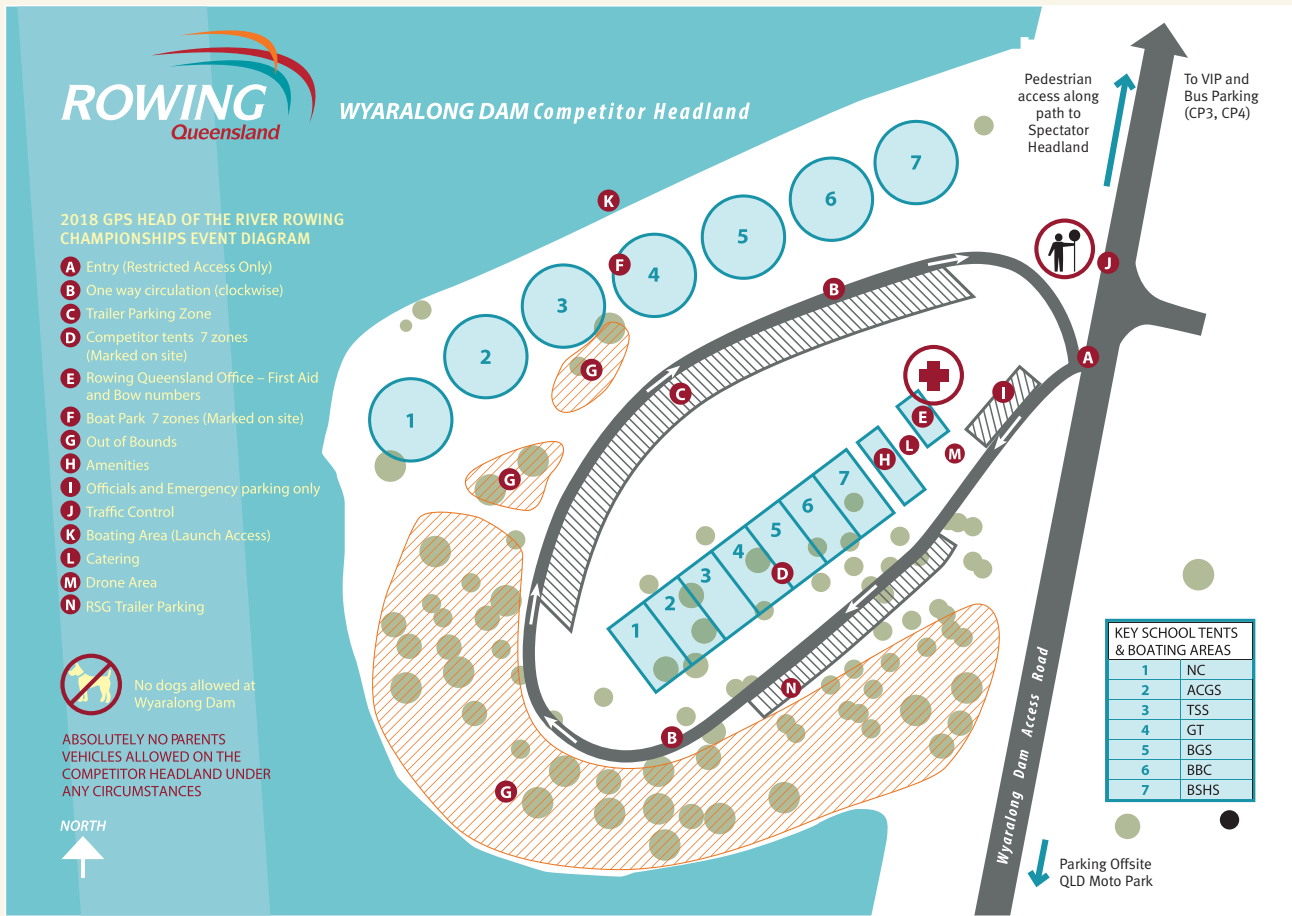 ROWING
Queensland
WYARALONG DAM Competitor Headland
2018 GPS HEAD OF THE RIVER ROWING
CHAMPIONSHIPS EVENT DIAGRAM
A Entry (Restricted Access Only)
B One way circulation (clockwise)
C Trailer Parking Zone
D Competitor tents 7 zones
(Marked on site)
E Rowing Queensland Office – First Aid
and Bow numbers
F Boat Park 7 zones (Marked on site)
G Out of Bounds
H Amenities
I Officials and Emergency parking only
J Traffic Control
K Boating Area (Launch Access)
L Catering
M Drone Area
N RSG Trailer Parking
No dogs allowed at
Wyaralong Dam
ABSOLUTELY NO PARENTS
VEHICLES ALLOWED ON THE
COMPETITOR HEADLAND UNDER
ANY CIRCUMSTANCES
NORTH
Pedestrian
access along
path to
Spectator
Headland
To VIP and
Bus Parking
(CP3, CP4)
7
6
5
4
3
2
1
K
F
B
J
A
G
C
I
E
L
M
H
G
7
6
5
4
3
2
1
D
N
B
G
Wyaralong Dam Access Road
KEY SCHOOL TENTS
& BOATING AREAS
1 NC
2 ACGS
3 TSS
4 GT
5 BGS
6 BBC
7 BSHS
Parking Offsite
QLD Moto Park